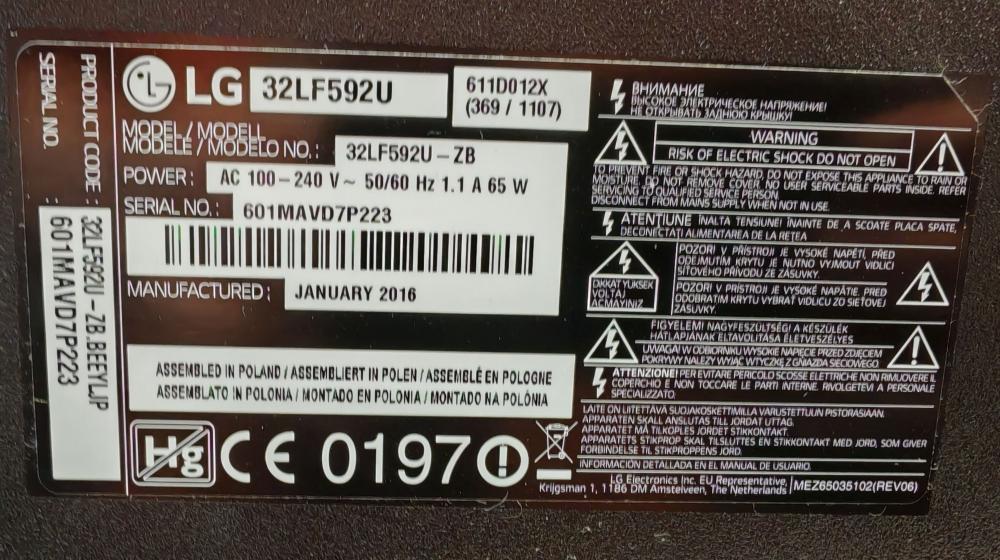 PRODUCT CODE : 32LF592U-ZB.BEEYLJP
SERIAL NO. : 601MAVD7P223
LG 32LF592U
611D012X
(369 / 1107)
MODEL / MODELL
MODELE / MODELO NO.: 32LF592U-ZB
POWER : AC 100-240 V~ 50/60 Hz 1.1 A 65 W
SERIAL NO.: 601MAVD7P223
MANUFACTURED : JANUARY 2016
ASSEMBLED IN POLAND / ASSEMBLIERT IN POLEN / ASSEMBLÉ EN POLOGNE
ASSEMBLATO IN POLONIA / MONTADO EN POLONIA / MONTADO NA POLÔNIA
Hg CE 0197
ВНИМАНИЕ
ВЫСОКОЕ ЭЛЕКТРИЧЕСКОЕ НАПРЯЖЕНИЕ!
НЕ ОТКРЫВАТЬ ЗАДНЮЮ КРЫШКУ!
WARNING
RISK OF ELECTRIC SHOCK DO NOT OPEN
TO PREVENT FIRE OR SHOCK HAZARD, DO NOT EXPOSE THIS APPLIANCE TO RAIN OR
MOISTURE. DO NOT REMOVE COVER. NO USER SERVICEABLE PARTS INSIDE. REFER
SERVICING TO QUALIFIED SERVICE PERSON.
DISCONNECT FROM MAINS SUPPLY WHEN NOT IN USE.
ATENTIUNE ÎNALTA TENSIUNE! ÎNAINTE DE A SCOATE PLACA SPATE,
DECONECTATI ALIMENTAREA DE LA RETEA
DIKKAT YUKSEK
VOLTAJ
ACMAYINIZ
POZORI V PŘÍSTROJI JE VYSOKÉ NAPĚTÍ, PŘED
ODEJMUTÍM KRYTU JE NUTNO VYJMOUT VIDLICI
SÍŤOVÉHO PŘÍVODU ZE ZÁSUVKY.
POZORI V PRÍSTROJI JE VYSOKÉ NAPÄTIE. PRED
ODOBRATÍM KRYTU VYBRAŤ VIDLICU ZO SIEŤOVEJ
ZÁSUVKY.
FIGYELEM! NAGYFESZÜLTSÉG! A KÉSZÜLÉK
HÁTLAPJÁNAK ELTÁVOLÍTÁSA ÉLETVESZÉLYES
UWAGA! W ODBIORNIKU WYSOKIE NAPIĘCIE PRZED ZDJĘCIEM
POKRYWY NALEŻY WYJĄĆ WTYCZKĘ Z GNIAZDA SIECIOWEGO.
ATTENZIONE! PER EVITARE PERICOLO SCOSSE ELETTRICHE NON RIMUOVERE IL
COPERCHIO E NON TOCCARE LE PARTI INTERNE. RIVOLGETEVI A PERSONALE
SPECIALIZZATO.
LAITE ON LIITETTÄVÄ SUOJAKOSKETTIMILLA VARUSTETTUUN PISTORASIAAN.
APPARATEN SKALL ANSLUTAS TILL JORDAT UTTAG.
APPARATET MÅ TILKOPLES JORDET STIKKONTAKT.
APPARATETS STIKPROP SKAL TILSLUTTES EN STIKKONTAKT MED JORD, SOM GIVER
FORBINDELSE TIL STIKPROPPENS JORD.
INFORMACIÓN DETALLADA EN EL MANUAL DE USUARIO.
LG Electronics Inc. EU Representative,
Krijgsman 1, 1186 DM Amstelveen, The Netherlands
MEZ65035102(REV06)